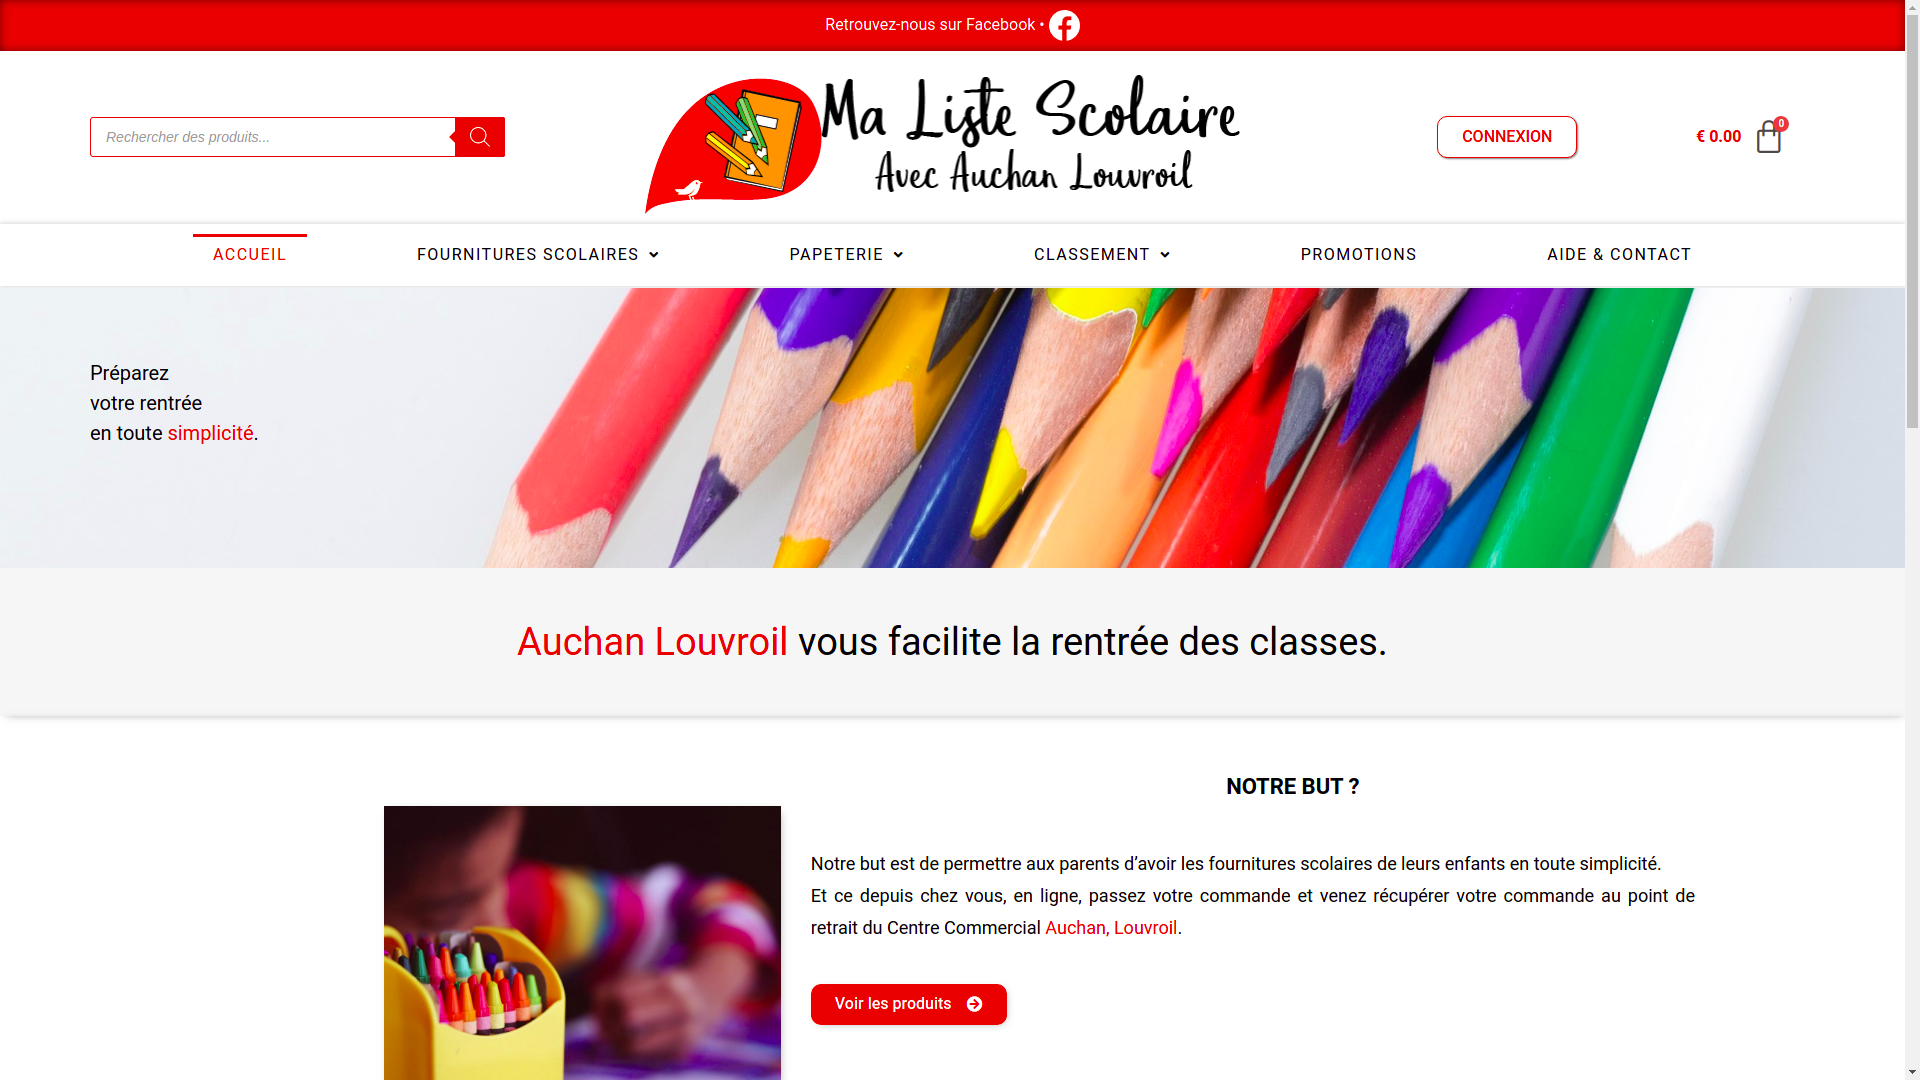 Retrouvez-nous sur Facebook •
Rechercher des produits...
Ma Liste Scolaire
Avec Auchan Louvroil
CONNEXION
€ 0.00
0
ACCUEIL
FOURNITURES SCOLAIRES
PAPETERIE
CLASSEMENT
PROMOTIONS
AIDE & CONTACT
Préparez
votre rentrée
en toute simplicité.
Auchan Louvroil vous facilite la rentrée des classes.
NOTRE BUT ?
Notre but est de permettre aux parents d’avoir les fournitures scolaires de leurs enfants en toute simplicité.
Et ce depuis chez vous, en ligne, passez votre commande et venez récupérer votre commande au point de
retrait du Centre Commercial Auchan, Louvroil.
Voir les produits